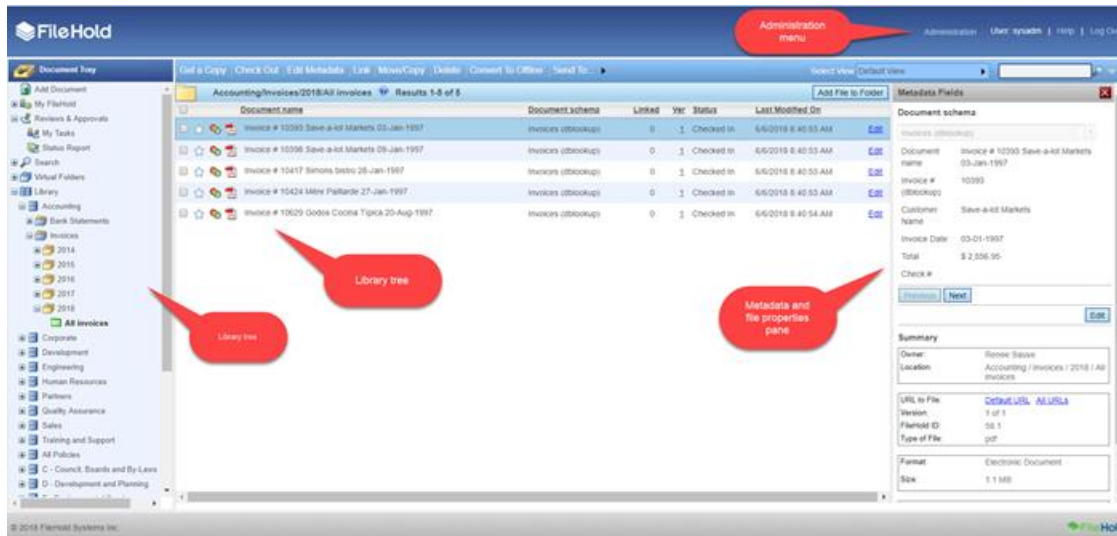 FileHold
Administration
menu
Administration User: sysadm | Help | Log Ou
Document Tray
Get a Copy Check Out Edit Metadata Link Move/Copy Delete Convert To Offline Send To...
Select View Default View
Add Document
My FileHold
Reviews & Approvals
My Tasks
Status Report
Search
Virtual Folders
Library
Accounting
Bank Statements
Invoices
2014
2015
2016
2017
2018
All invoices
Corporate
Development
Engineering
Human Resources
Partners
Quality Assurance
Sales
Training and Support
All Policies
C - Council, Boards and By-Laws
D - Development and Planning
Accounting/Invoices/2018/All invoices Results 1-5 of 5
Add File to Folder
Document name Document schema Linked Ver Status Last Modified On
Invoice # 10393 Save-a-lot Markets 03-Jan-1997 Invoices (dblookup) 0 1 Checked In 6/6/2018 8:40:53 AM Edit
Invoice # 10398 Save-a-lot Markets 09-Jan-1997 Invoices (dblookup) 0 1 Checked In 6/6/2018 8:40:53 AM Edit
Invoice # 10417 Simons bistro 28-Jan-1997 Invoices (dblookup) 0 1 Checked In 6/6/2018 8:40:53 AM Edit
Invoice # 10424 Mère Paillarde 27-Jan-1997 Invoices (dblookup) 0 1 Checked In 6/6/2018 8:40:53 AM Edit
Invoice # 10629 Godos Cocina Típica 20-Aug-1997 Invoices (dblookup) 0 1 Checked In 6/6/2018 8:40:54 AM Edit
Library tree
Library tree
Metadata and
file properties
pane
Metadata Fields
Document schema
Invoices (dblookup)
Document Invoice # 10393 Save-a-lot Markets
name 03-Jan-1997
Invoice # 10393
(dblookup)
Customer Save-a-lot Markets
Name
Invoice Date 03-01-1997
Total $ 2,556.95
Check #
Previous Next
Edit
Summary
Owner: Renee Sauve
Location: Accounting / Invoices / 2018 / All
invoices
URL to File: Default URL All URLs
Version: 1 of 1
FileHold ID: 58.1
Type of File: pdf
Format: Electronic Document
Size: 1.1 MB
© 2018 FileHold Systems Inc.
FileHol